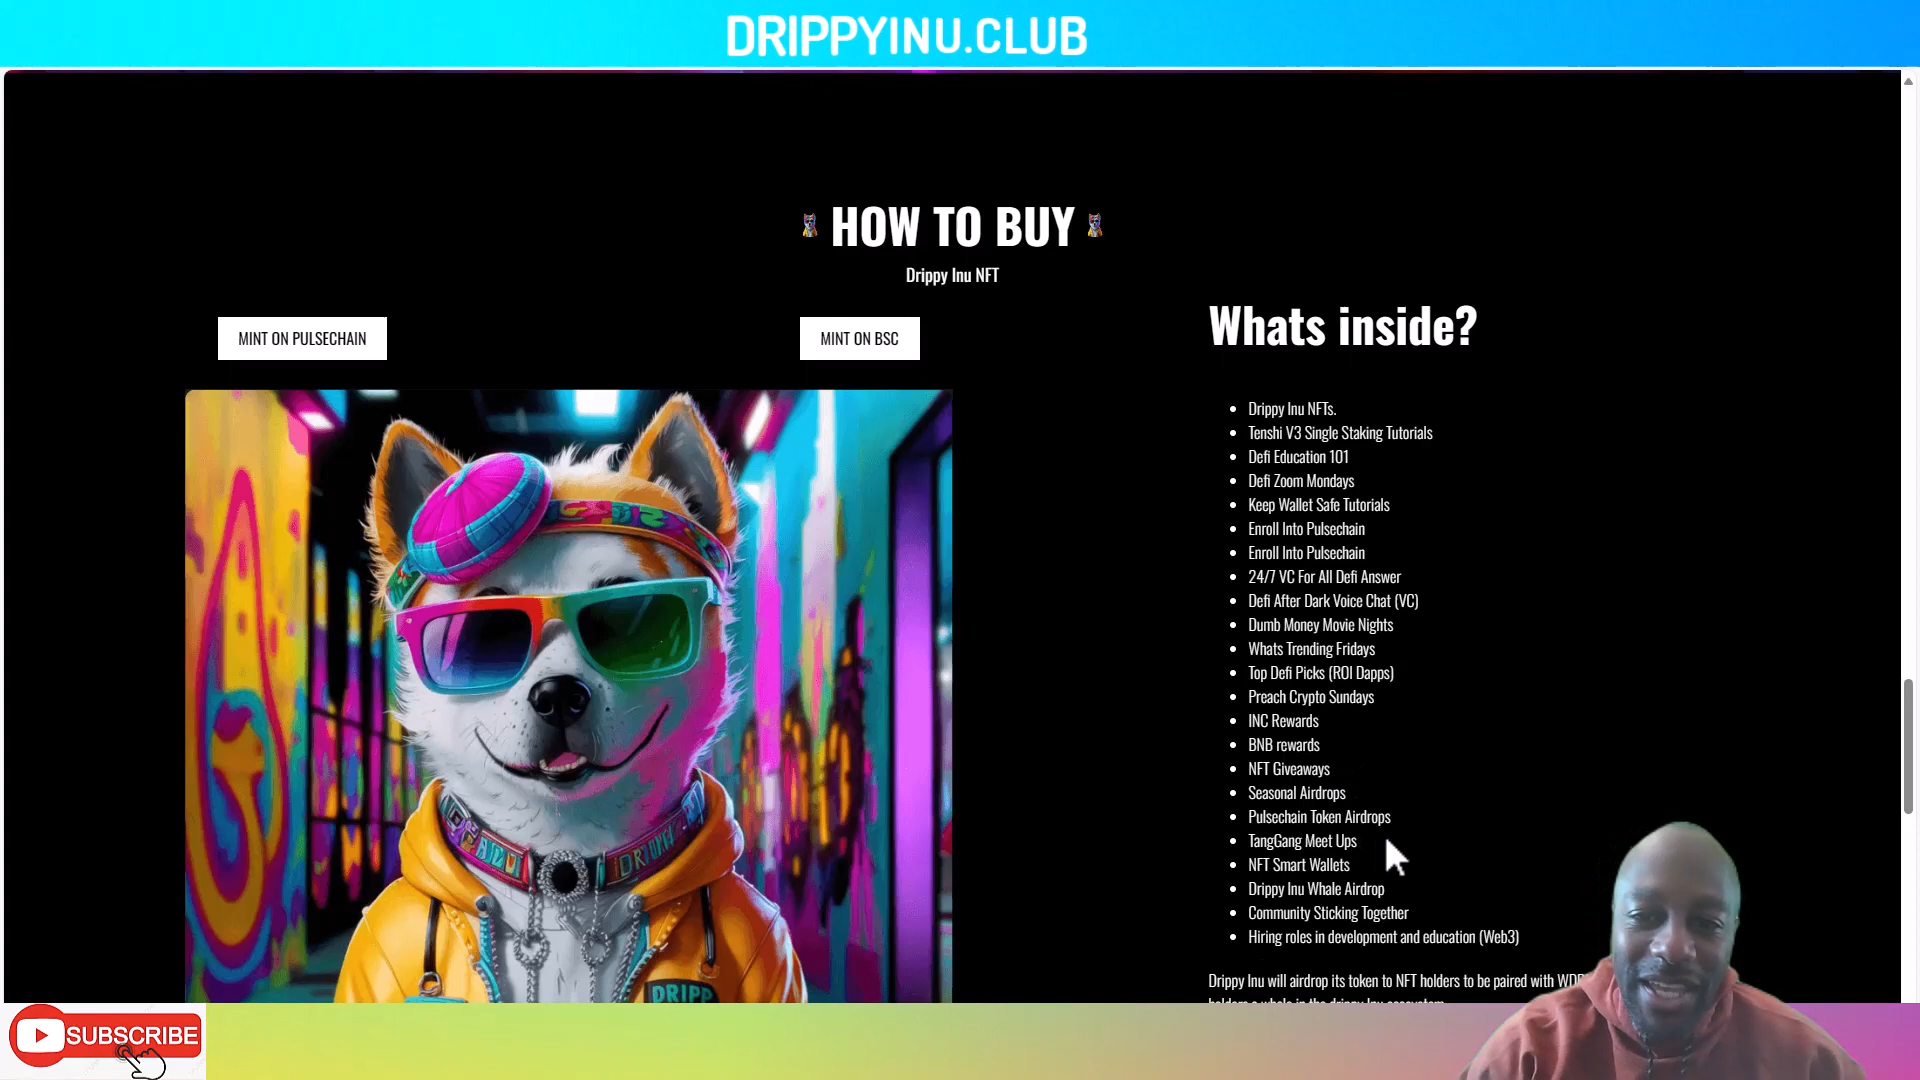 DRIPPYINU.CLUB
HOW TO BUY
Drippy Inu NFT
MINT ON PULSECHAIN
MINT ON BSC
Whats inside?
Drippy Inu NFTs.
Tenshi V3 Single Staking Tutorials
Defi Education 101
Defi Zoom Mondays
Keep Wallet Safe Tutorials
Enroll Into Pulsechain
Enroll Into Pulsechain
24/7 VC For All Defi Answer
Defi After Dark Voice Chat (VC)
Dumb Money Movie Nights
Whats Trending Fridays
Top Defi Picks (ROI Dapps)
Preach Crypto Sundays
INC Rewards
BNB rewards
NFT Giveaways
Seasonal Airdrops
Pulsechain Token Airdrops
TangGang Meet Ups
NFT Smart Wallets
Drippy Inu Whale Airdrop
Community Sticking Together
Hiring roles in development and education (Web3)
Drippy Inu will airdrop its token to NFT holders to be paired with
DRIPP
SUBSCRIBE